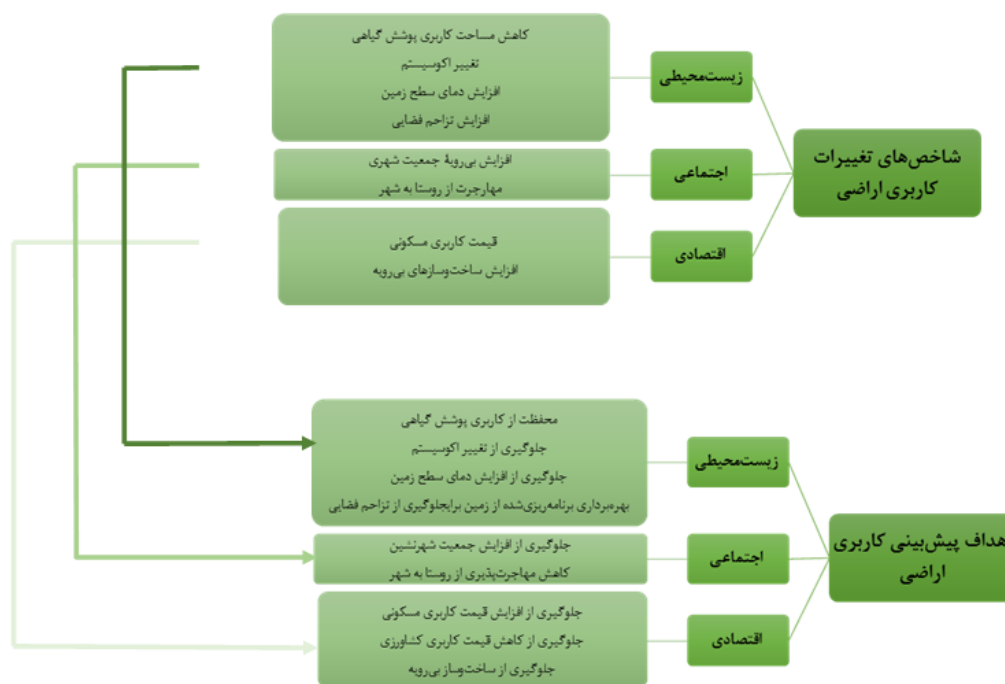 شاخص‌های تغییرات
کاربری اراضی
زیست‌محیطی
کاهش مساحت کاربری پوشش گیاهی
تغییر اکوسیستم
افزایش دمای سطح زمین
افزایش تزاحم فضایی
اجتماعی
افزایش بی‌رویهٔ جمعیت شهری
مهارجرت از روستا به شهر
اقتصادی
قیمت کاربری مسکونی
افزایش ساخت‌وسازهای بی‌رویه
هداف پیش‌بینی کاربری
اراضی
زیست‌محیطی
محفظت از کاربری پوشش گیاهی
جلوگیری از تغییر اکوسیستم
جلوگیری از افزایش دمای سطح زمین
بهره‌برداری برنامه‌ریزی‌شده از زمین برایجلوگیری از تزاحم فضایی
اجتماعی
جلوگیری از افزایش جمعیت شهرنشین
کاهش مهاجرت‌پذیری از روستا به شهر
اقتصادی
جلوگیری از افزایش قیمت کاربری مسکونی
جلوگیری از کاهش قیمت کاربری کشاورزی
جلوگیری از ساخت‌وساز بی‌رویه